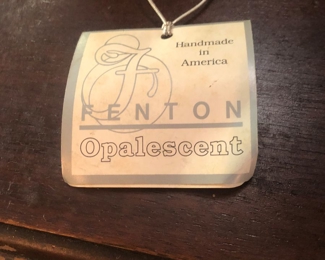 Handmade
in
America
F
FENTON
Opalescent